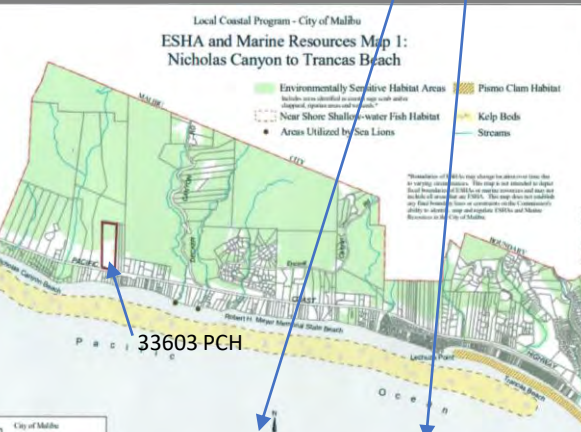 Local Coastal Program - City of Malibu
ESHA and Marine Resources Map 1:
Nicholas Canyon to Trancas Beach
Environmentally Sensitive Habitat Areas
Pismo Clam Habitat
Near Shore Shallow-water Fish Habitat
Kelp Beds
Areas Utilized by Sea Lions
Streams
MALIBU
CITY
BOUNDARY
PACIFIC
COAST
HIGHWAY
Nicholas Canyon Beach
Robert H. Meyer Memorial State Beach
33603 PCH
Lechuza Point
Trancas Beach
Pacific
Ocean
N
City of Malibu